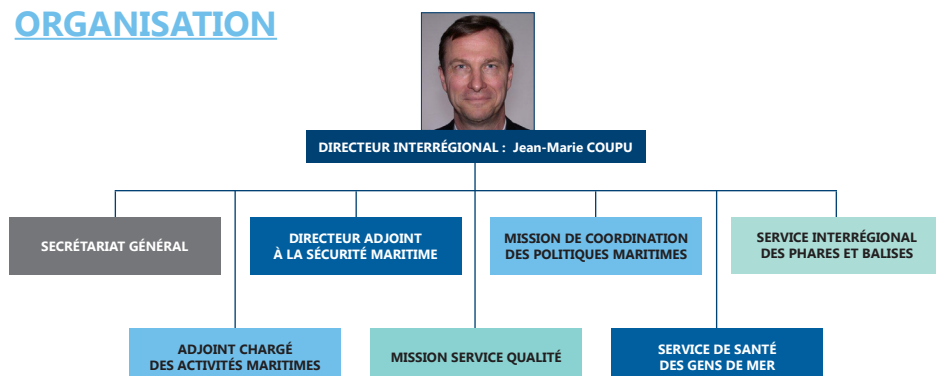 ORGANISATION
DIRECTEUR INTERRÉGIONAL : Jean-Marie COUPU
SECRÉTARIAT GÉNÉRAL
DIRECTEUR ADJOINT
À LA SÉCURITÉ MARITIME
MISSION DE COORDINATION
DES POLITIQUES MARITIMES
SERVICE INTERRÉGIONAL
DES PHARES ET BALISES
ADJOINT CHARGÉ
DES ACTIVITÉS MARITIMES
MISSION SERVICE QUALITÉ
SERVICE DE SANTÉ
DES GENS DE MER